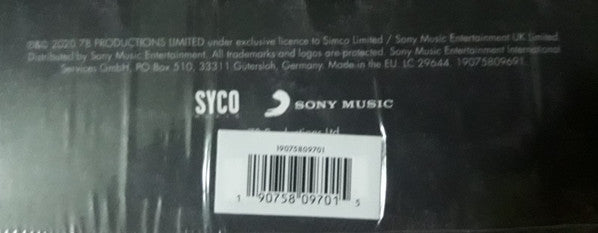 ℗&© 2020 78 PRODUCTIONS LIMITED under exclusive licence to Simco Limited / Sony Music Entertainment UK Limited.
Distributed by Sony Music Entertainment. All trademarks and logos are protected. Sony Music Entertainment International
Services GmbH, PO Box 510, 33311 Gütersloh, Germany. Made in the EU. LC 29644. 19075809691
SYCO SONY MUSIC
Ltd
19075809701
1 90758 09701 5